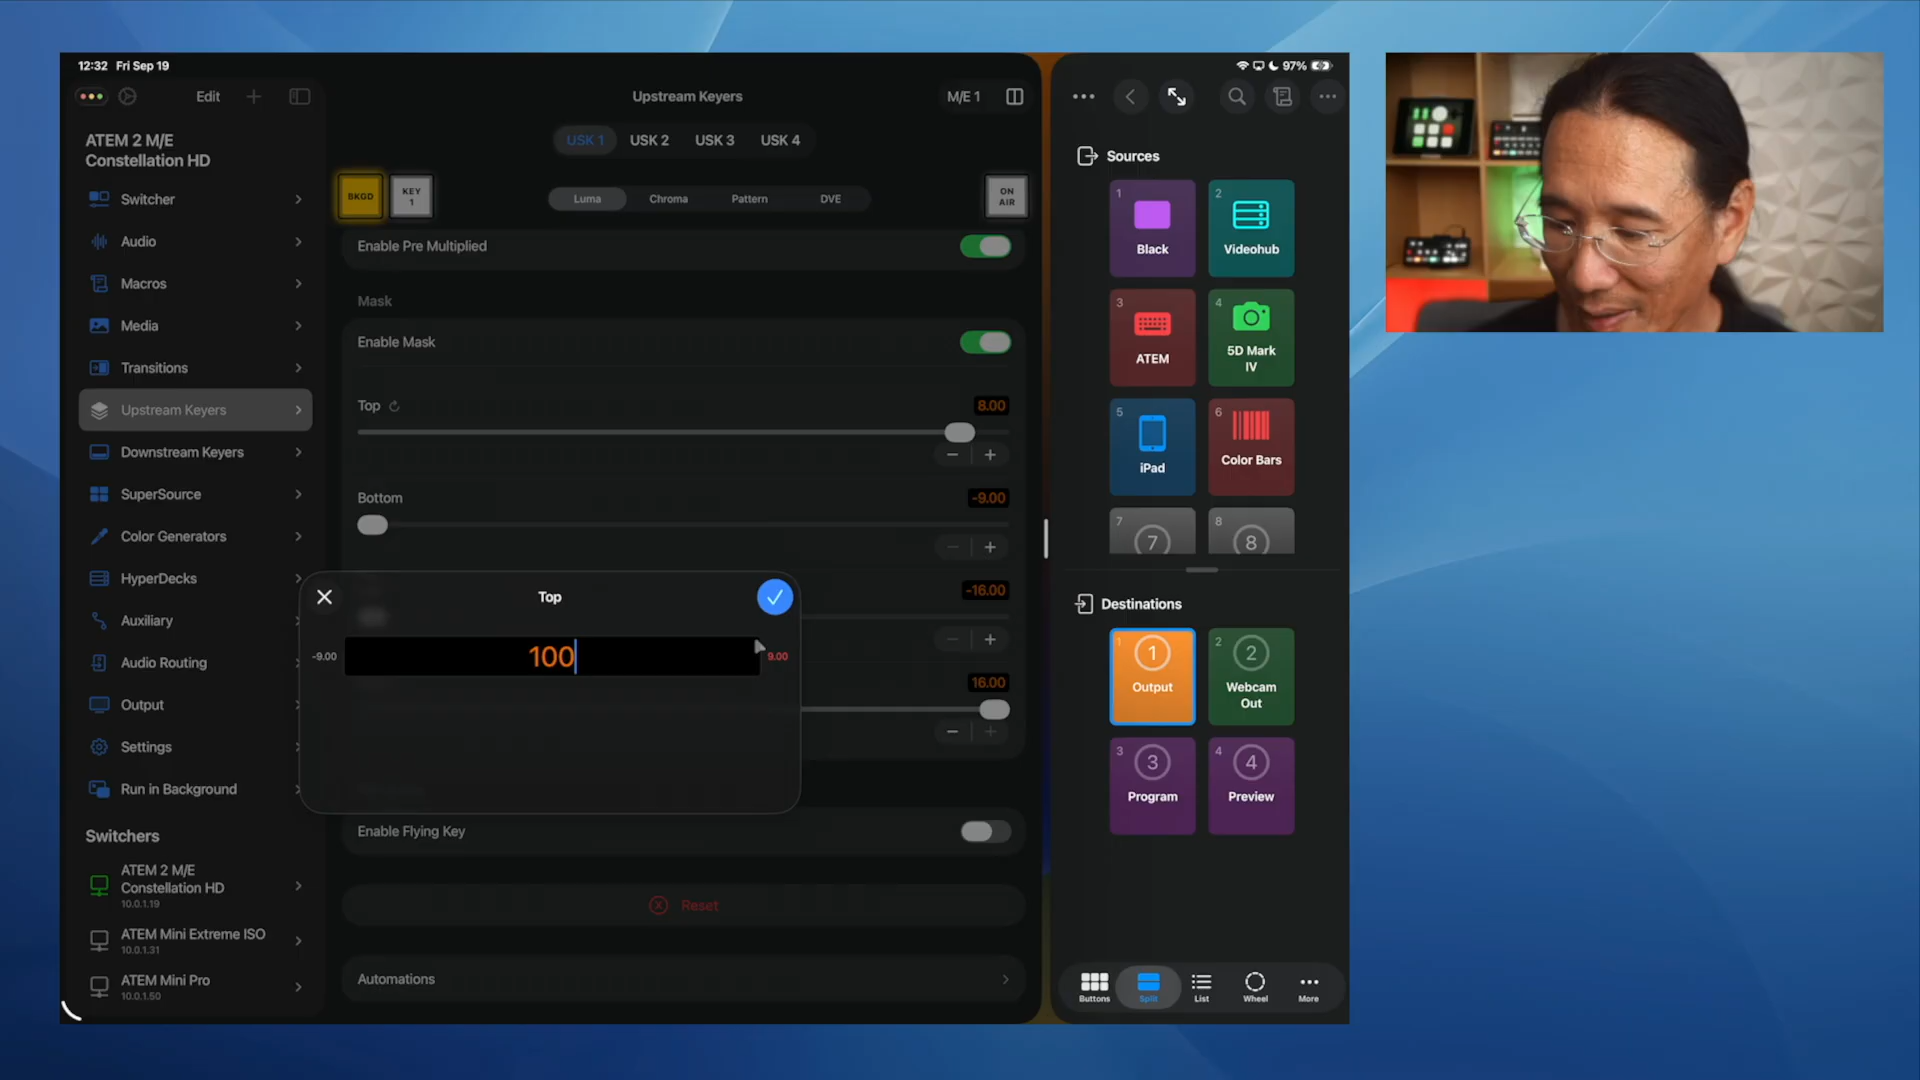 12:32 Fri Sep 19
97%
Edit
Upstream Keyers
M/E 1
ATEM 2 M/E
Constellation HD
USK 1
USK 2
USK 3
USK 4
BKGD
KEY
1
Luma
Chroma
Pattern
DVE
ON
AIR
Switcher
Audio
Macros
Media
Transitions
Upstream Keyers
Downstream Keyers
SuperSource
Color Generators
HyperDecks
Auxiliary
Audio Routing
Output
Settings
Run in Background
Switchers
ATEM 2 M/E
Constellation HD
10.0.1.19
ATEM Mini Extreme ISO
10.0.1.31
ATEM Mini Pro
10.0.1.50
Enable Pre Multiplied
Mask
Enable Mask
Top
8.00
Bottom
-9.00
-16.00
16.00
Top
-9.00
100
9.00
Enable Flying Key
Reset
Automations
Sources
1
Black
2
Videohub
3
ATEM
4
5D Mark
IV
5
iPad
6
Color Bars
7
7
8
8
Destinations
1
1
Output
2
2
Webcam
Out
3
3
Program
4
4
Preview
Buttons
Split
List
Wheel
More